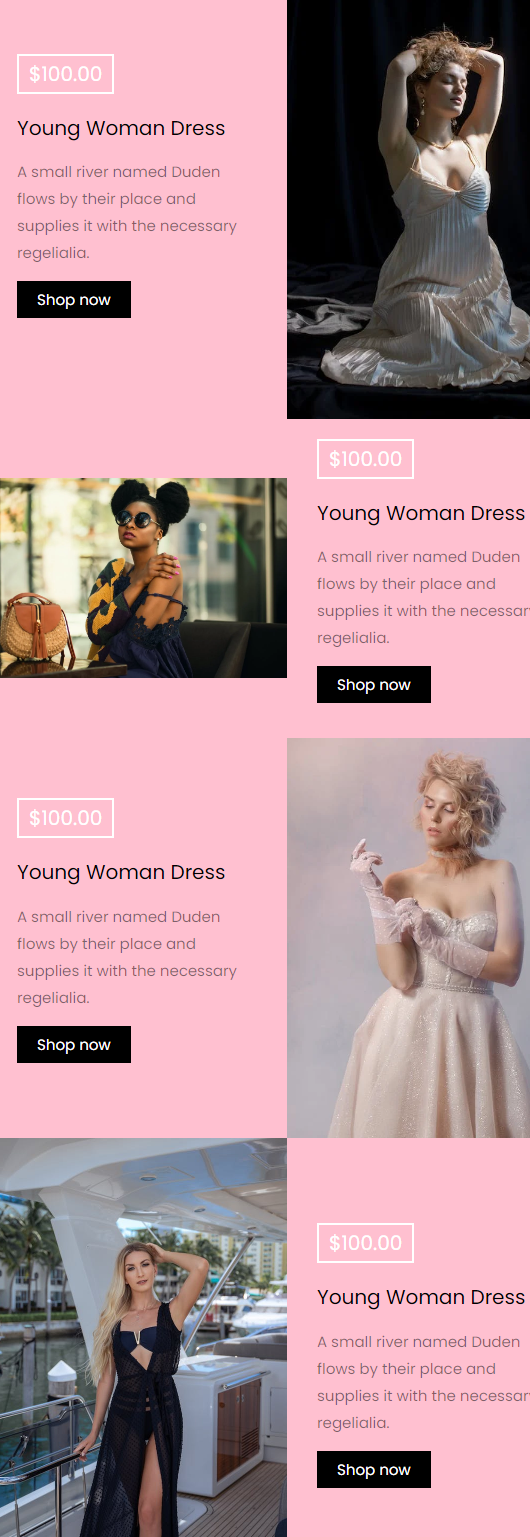 $100.00
Young Woman Dress
A small river named Duden
flows by their place and
supplies it with the necessary
regelialia.
Shop now
$100.00
Young Woman Dress
A small river named Duden
flows by their place and
supplies it with the necessar
regelialia.
Shop now
$100.00
Young Woman Dress
A small river named Duden
flows by their place and
supplies it with the necessary
regelialia.
Shop now
$100.00
Young Woman Dress
A small river named Duden
flows by their place and
supplies it with the necessar
regelialia.
Shop now